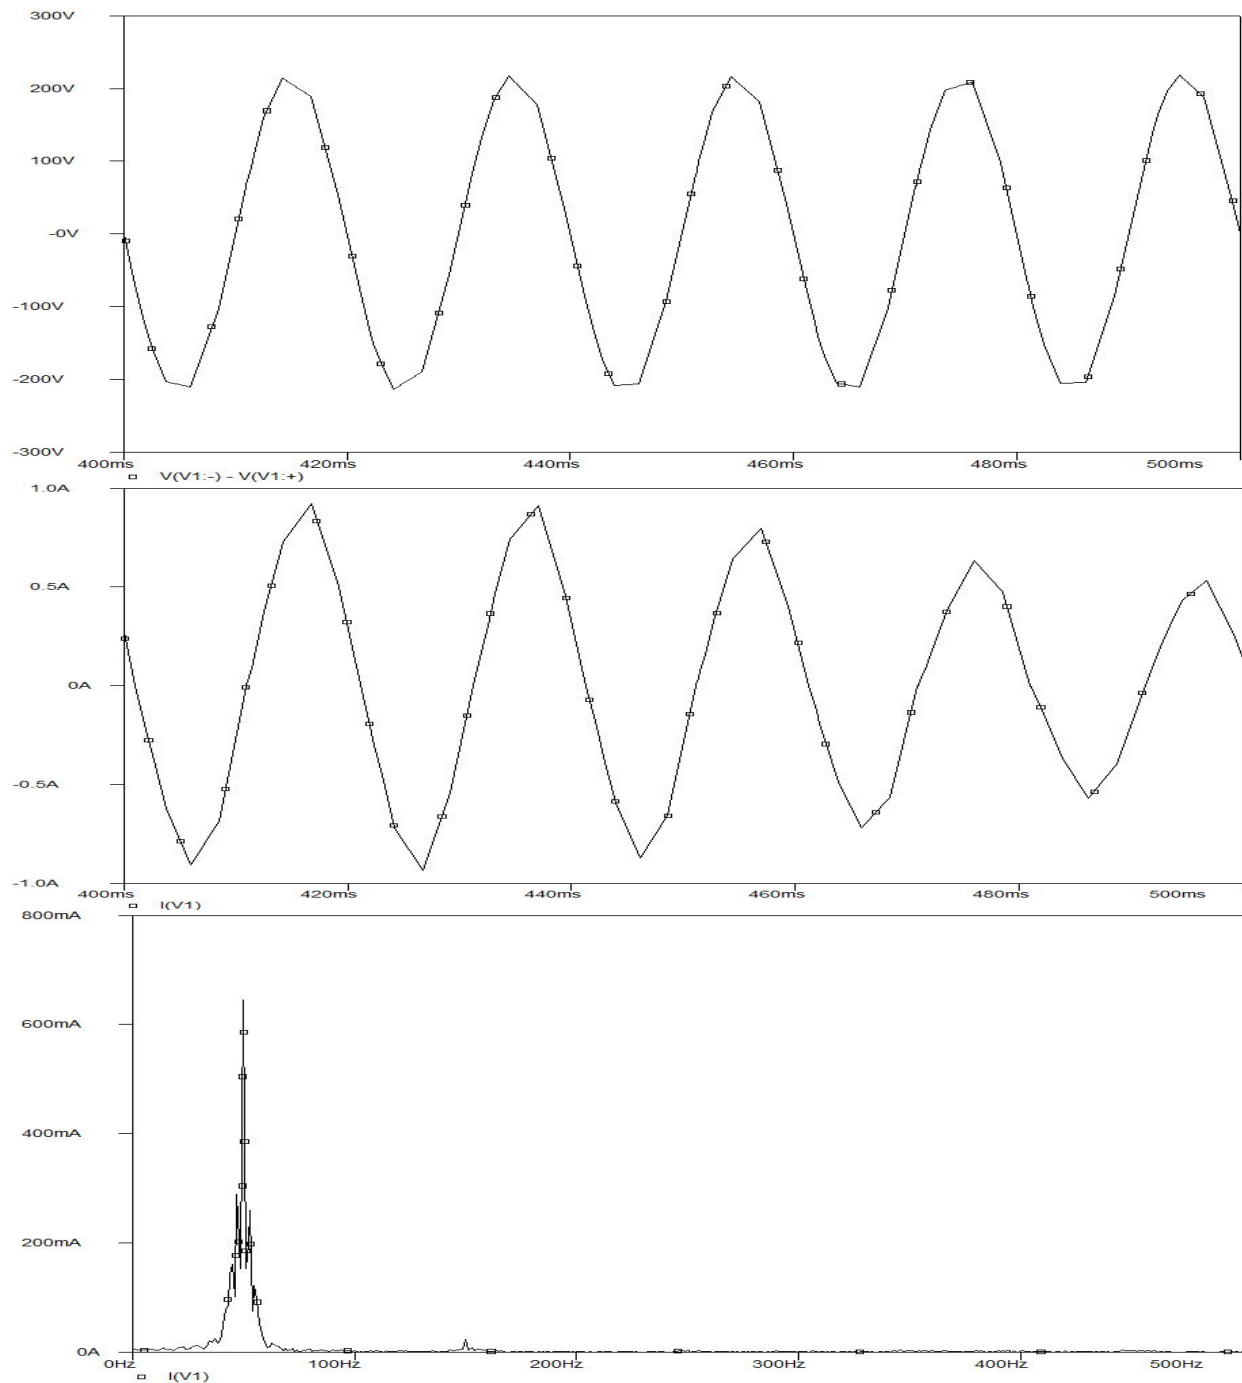 300V
200V
100V
-0V
-100V
-200V
-300V
400ms 420ms 440ms 460ms 480ms 500ms
V(V1:-) - V(V1:+)
1.0A
0.5A
0A
-0.5A
-1.0A
400ms 420ms 440ms 460ms 480ms 500ms
I(V1)
800mA
600mA
400mA
200mA
0A
0Hz 100Hz 200Hz 300Hz 400Hz 500Hz
I(V1)